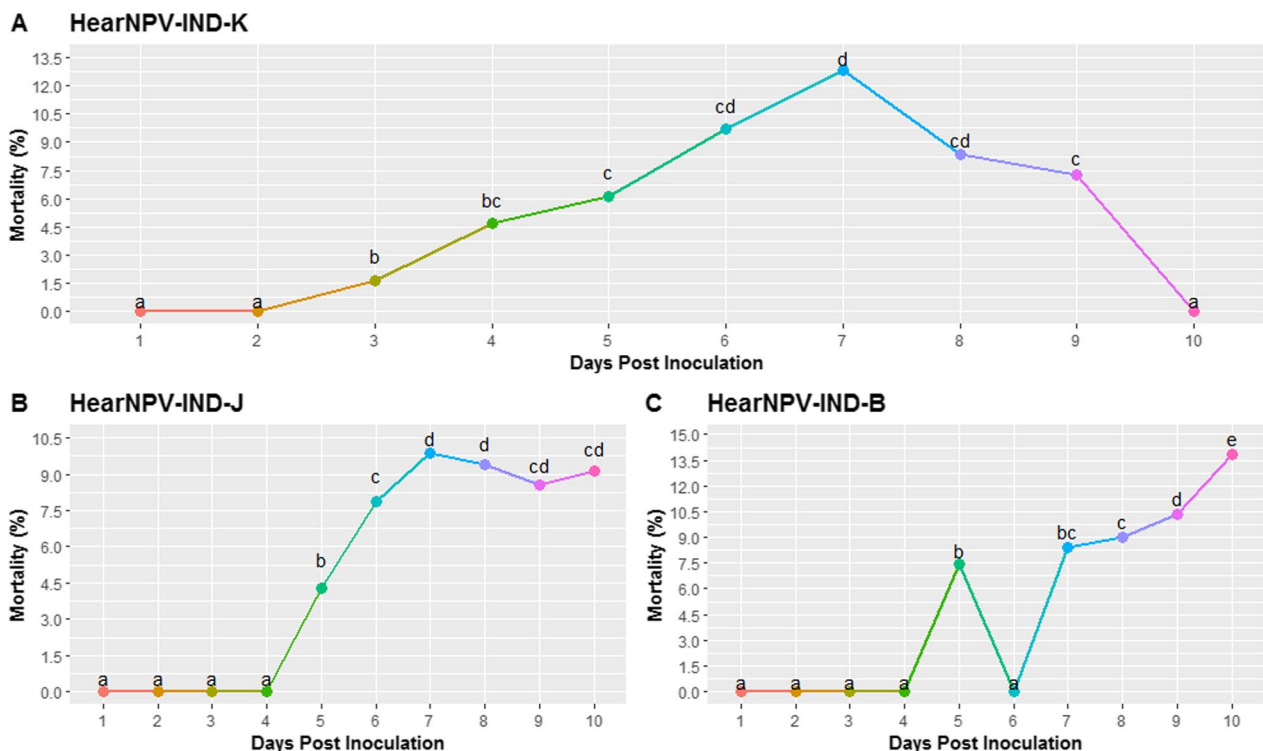 A HearNPV-IND-K
Mortality (%)
13.5
12.0
10.5
9.0
7.5
6.0
4.5
3.0
1.5
0.0
a a b bc c cd d cd c a
1 2 3 4 5 6 7 8 9 10
Days Post Inoculation
B HearNPV-IND-J
Mortality (%)
10.5
9.0
7.5
6.0
4.5
3.0
1.5
0.0
a a a a b c d d cd cd
1 2 3 4 5 6 7 8 9 10
Days Post Inoculation
C HearNPV-IND-B
Mortality (%)
15.0
13.5
12.0
10.5
9.0
7.5
6.0
4.5
3.0
1.5
0.0
a a a a b a bc c d e
1 2 3 4 5 6 7 8 9 10
Days Post Inoculation